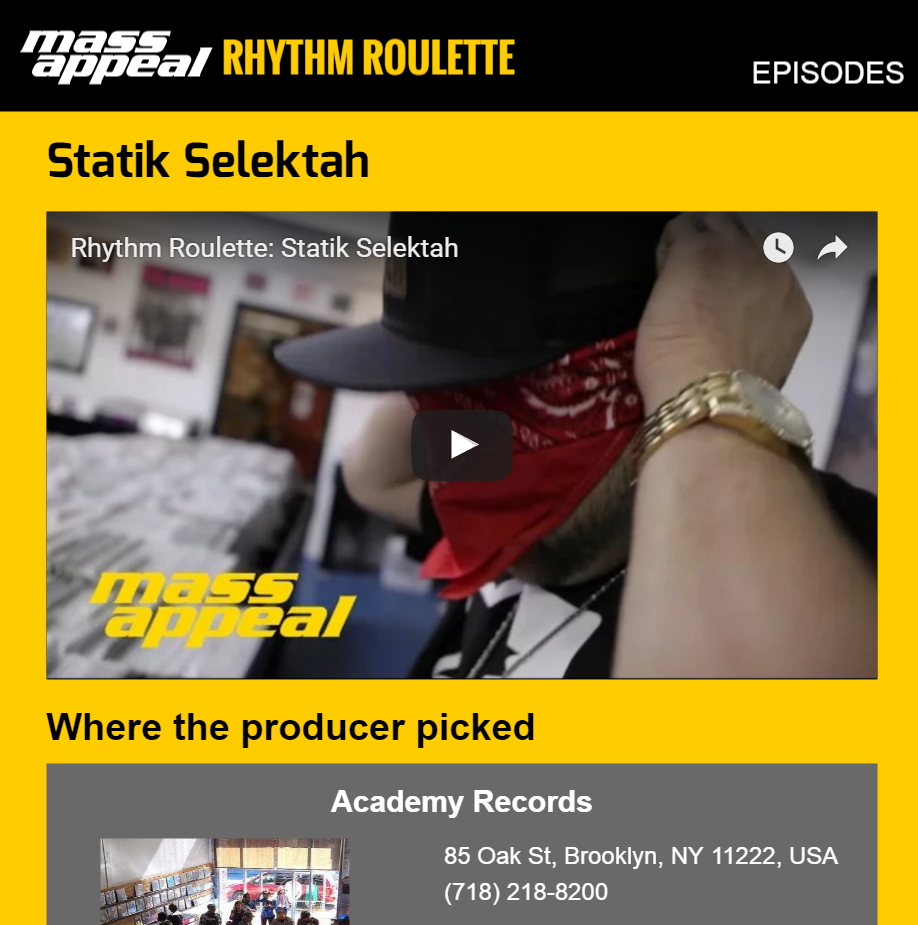 mass
appeal RHYTHM ROULETTE
EPISODES
Statik Selektah
Rhythm Roulette: Statik Selektah
mass
appeal
Where the producer picked
Academy Records
85 Oak St, Brooklyn, NY 11222, USA
(718) 218-8200